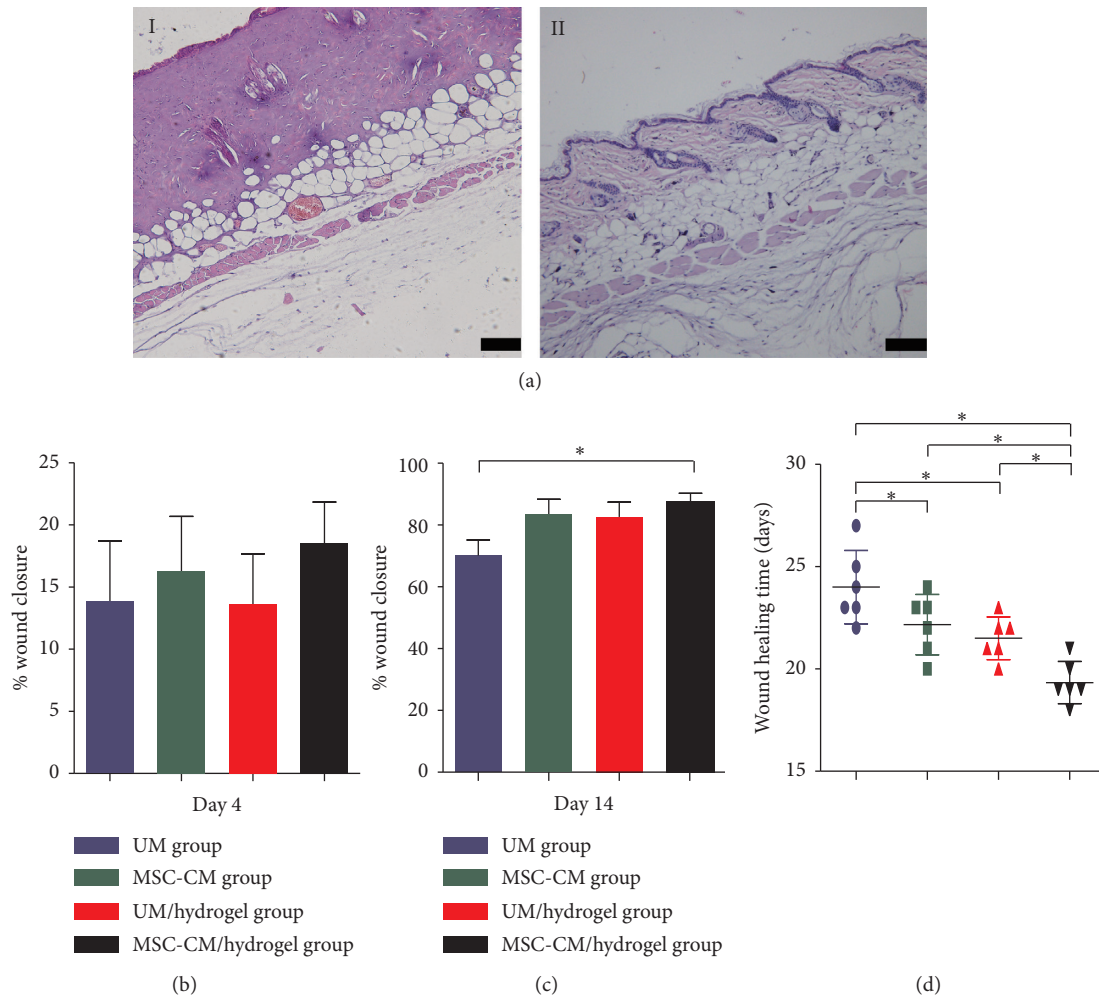 I
II
(a)
25
20
15
10
5
0
% wound closure
Day 4
UM group
MSC-CM group
UM/hydrogel group
MSC-CM/hydrogel group
(b)
*
100
80
60
40
20
0
% wound closure
Day 14
UM group
MSC-CM group
UM/hydrogel group
MSC-CM/hydrogel group
(c)
*
*
*
*
*
30
25
20
15
Wound healing time (days)
(d)